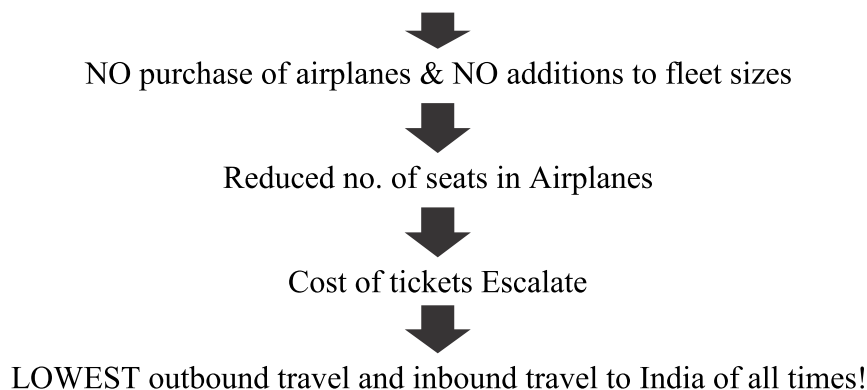 NO purchase of airplanes & NO additions to fleet sizes
Reduced no. of seats in Airplanes
Cost of tickets Escalate
LOWEST outbound travel and inbound travel to India of all times!